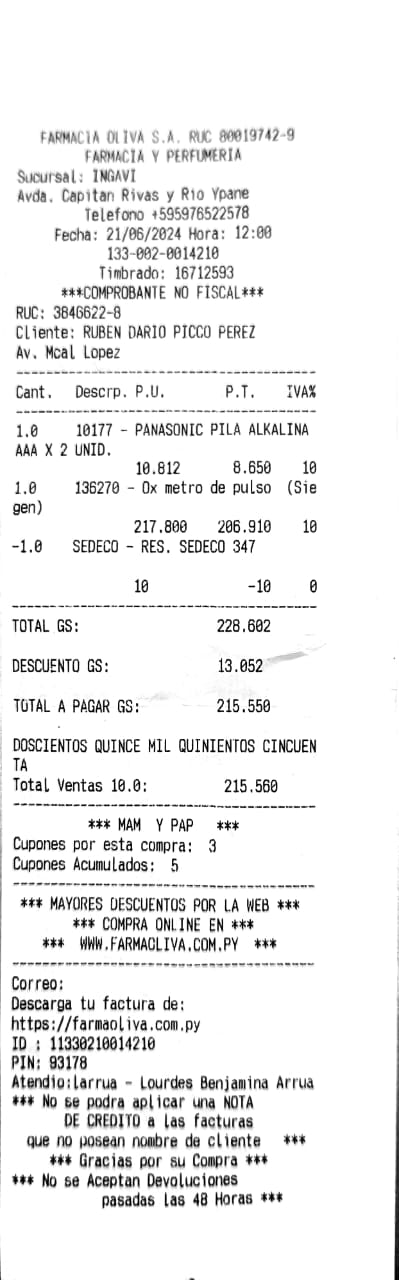 FARMACIA OLIVA S.A. RUC 80019742-9
FARMACIA Y PERFUMERIA
Sucursal: INGAVI
Avda. Capitan Rivas y Rio Ypane
Telefono +595976522578
Fecha: 21/06/2024 Hora: 12:00
133-002-0014210
Timbrado: 16712593
***COMPROBANTE NO FISCAL***
RUC: 3846622-8
Cliente: RUBEN DARIO PICCO PEREZ
Av. Mcal Lopez
--------------------------------
Cant. Descrp. P.U. P.T. IVA%
--------------------------------
1.0 10177 - PANASONIC PILA ALKALINA
AAA X 2 UNID.
10.812 8.650 10
1.0 136270 - Ox metro de pulso (Sie
gen)
217.800 206.910 10
-1.0 SEDECO - RES. SEDECO 347
10 -10 0
--------------------------------
TOTAL GS: 228.602
DESCUENTO GS: 13.052
TOTAL A PAGAR GS: 215.550
DOSCIENTOS QUINCE MIL QUINIENTOS CINCUEN
TA
Total Ventas 10.0: 215.560
--------------------------------
*** MAM Y PAP ***
Cupones por esta compra: 3
Cupones Acumulados: 5
--------------------------------
*** MAYORES DESCUENTOS POR LA WEB ***
*** COMPRA ONLINE EN ***
*** WWW.FARMAOLIVA.COM.PY ***
--------------------------------
Correo:
Descarga tu factura de:
https://farmaoliva.com.py
ID : 11330210014210
PIN: 93178
Atendio:larrua - Lourdes Benjamina Arrua
*** No se podra aplicar una NOTA
DE CREDITO a las facturas
que no posean nombre de cliente ***
*** Gracias por su Compra ***
*** No se Aceptan Devoluciones
pasadas las 48 Horas ***